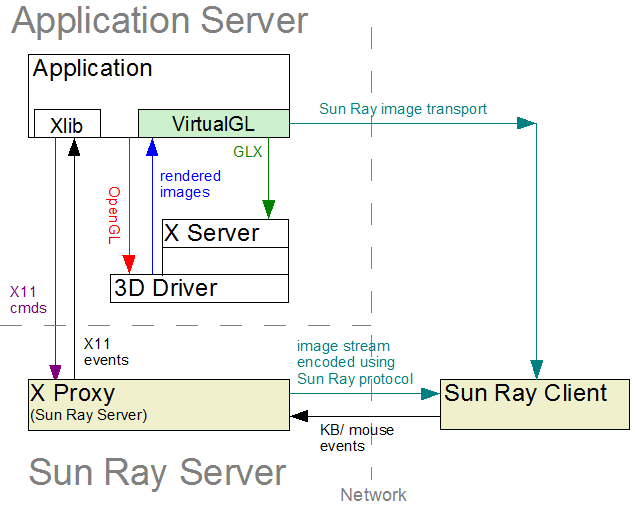 Application Server
Application
Xlib
VirtualGL
Sun Ray image transport
GLX
rendered
images
OpenGL
X Server
3D Driver
X11
cmds
X11
events
image stream
encoded using
Sun Ray protocol
X Proxy
(Sun Ray Server)
Sun Ray Client
KB/ mouse
events
Sun Ray Server
Network